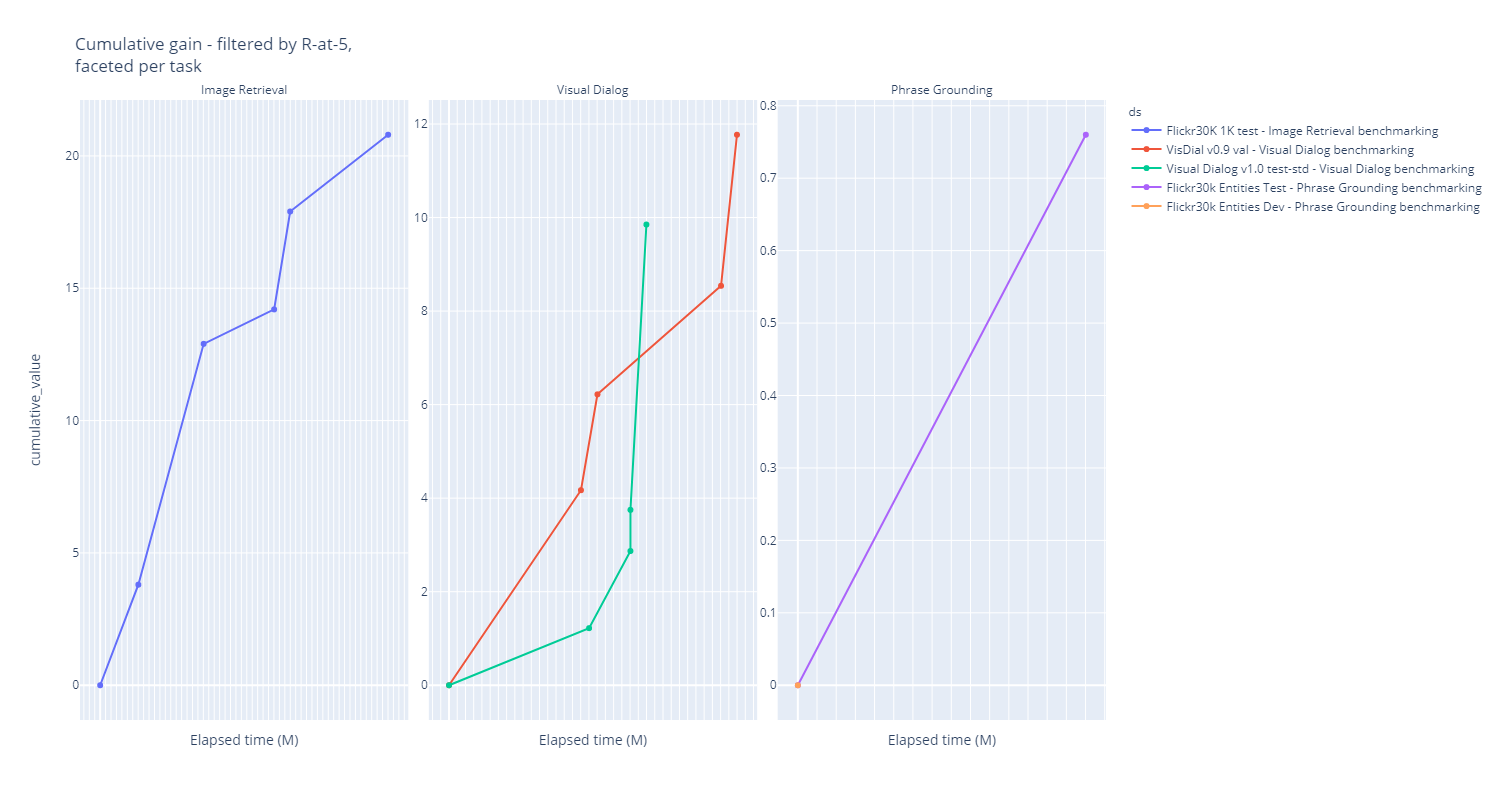 Cumulative gain - filtered by R-at-5,
faceted per task
Image Retrieval
Visual Dialog
Phrase Grounding
cumulative_value
20
15
10
5
0
12
10
8
6
4
2
0
0.8
0.7
0.6
0.5
0.4
0.3
0.2
0.1
0
Elapsed time (M)
Elapsed time (M)
Elapsed time (M)
ds
Flickr30K 1K test - Image Retrieval benchmarking
VisDial v0.9 val - Visual Dialog benchmarking
Visual Dialog v1.0 test-std - Visual Dialog benchmarking
Flickr30k Entities Test - Phrase Grounding benchmarking
Flickr30k Entities Dev - Phrase Grounding benchmarking